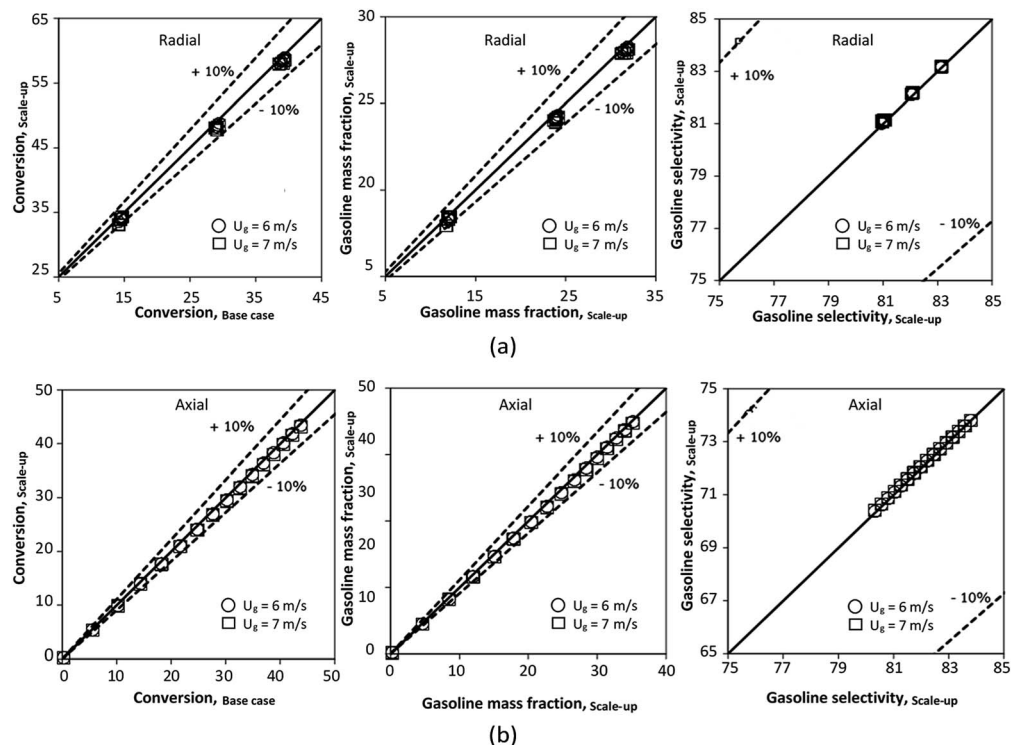 Radial
+ 10%
- 10%
Ug = 6 m/s
Ug = 7 m/s
65
55
45
35
25
5
15
25
35
45
Conversion, Scale-up
Conversion, Base case
Radial
+ 10%
- 10%
Ug = 6 m/s
Ug = 7 m/s
30
26
30
20
5
5
15
25
35
Gasoline mass fraction, Scale-up
Gasoline mass fraction, Scale-up
Radial
+ 10%
- 10%
Ug = 6 m/s
Ug = 7 m/s
85
83
81
79
77
75
75
77
79
81
83
85
Gasoline selectivity, Scale-up
Gasoline selectivity, Scale-up
(a)
Axial
+ 10%
- 10%
Ug = 6 m/s
Ug = 7 m/s
50
40
30
20
10
0
0
10
20
30
40
50
Conversion, Scale-up
Conversion, Base case
Axial
+ 10%
- 10%
Ug = 6 m/s
Ug = 7 m/s
50
40
30
20
10
0
0
10
20
30
40
Gasoline mass fraction, Scale-up
Gasoline mass fraction, Scale-up
Axial
+ 10%
- 10%
Ug = 6 m/s
Ug = 7 m/s
75
73
71
69
67
65
75
77
79
81
83
85
Gasoline selectivity, Scale-up
Gasoline selectivity, Scale-up
(b)